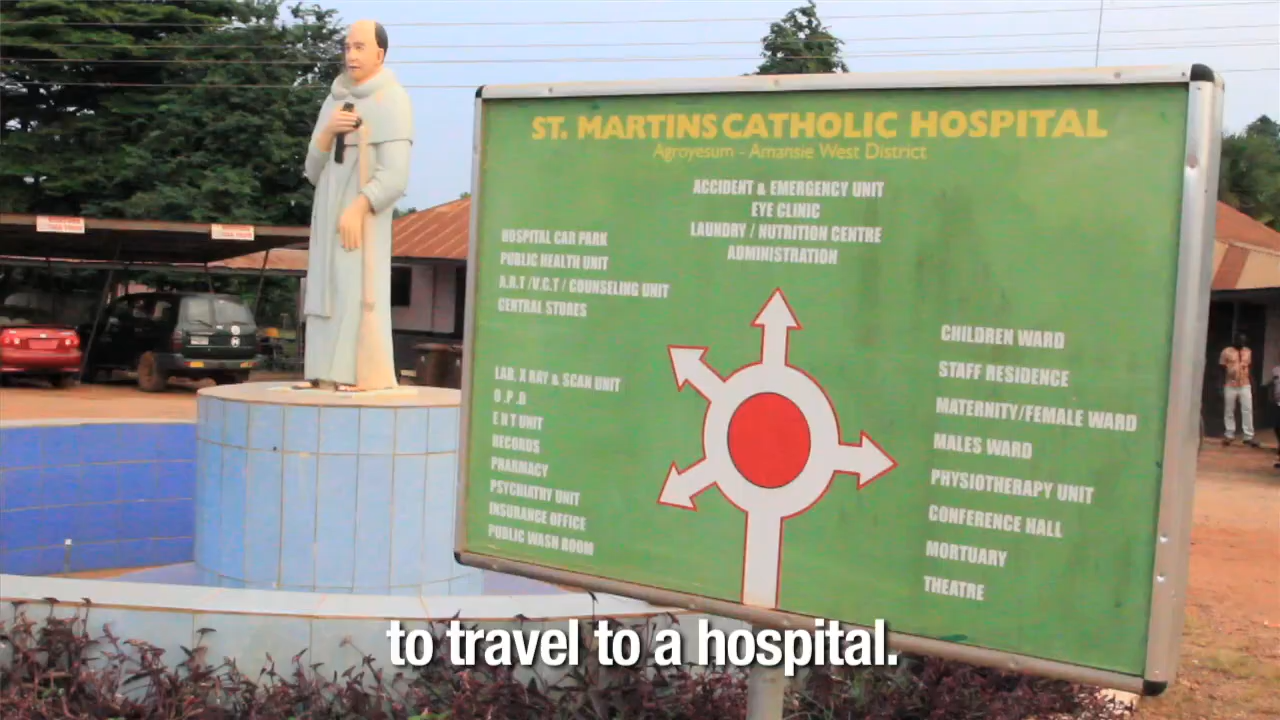 ST. MARTINS CATHOLIC HOSPITAL
Agroyesum - Amansie West District
ACCIDENT & EMERGENCY UNIT
EYE CLINIC
LAUNDRY / NUTRITION CENTRE
ADMINISTRATION
HOSPITAL CAR PARK
PUBLIC HEALTH UNIT
A.R.T /V.C.T / COUNSELING UNIT
CENTRAL STORES
LAB, X RAY & SCAN UNIT
O.P.D
E N T UNIT
RECORDS
PHARMACY
PSYCHIATRY UNIT
INSURANCE OFFICE
PUBLIC WASH ROOM
CHILDREN WARD
STAFF RESIDENCE
MATERNITY/FEMALE WARD
MALES WARD
PHYSIOTHERAPY UNIT
CONFERENCE HALL
MORTUARY
THEATRE
to travel to a hospital.